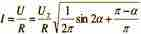 I = U/R = U₂/R √(1/2π sin 2α + (π − α)/π)